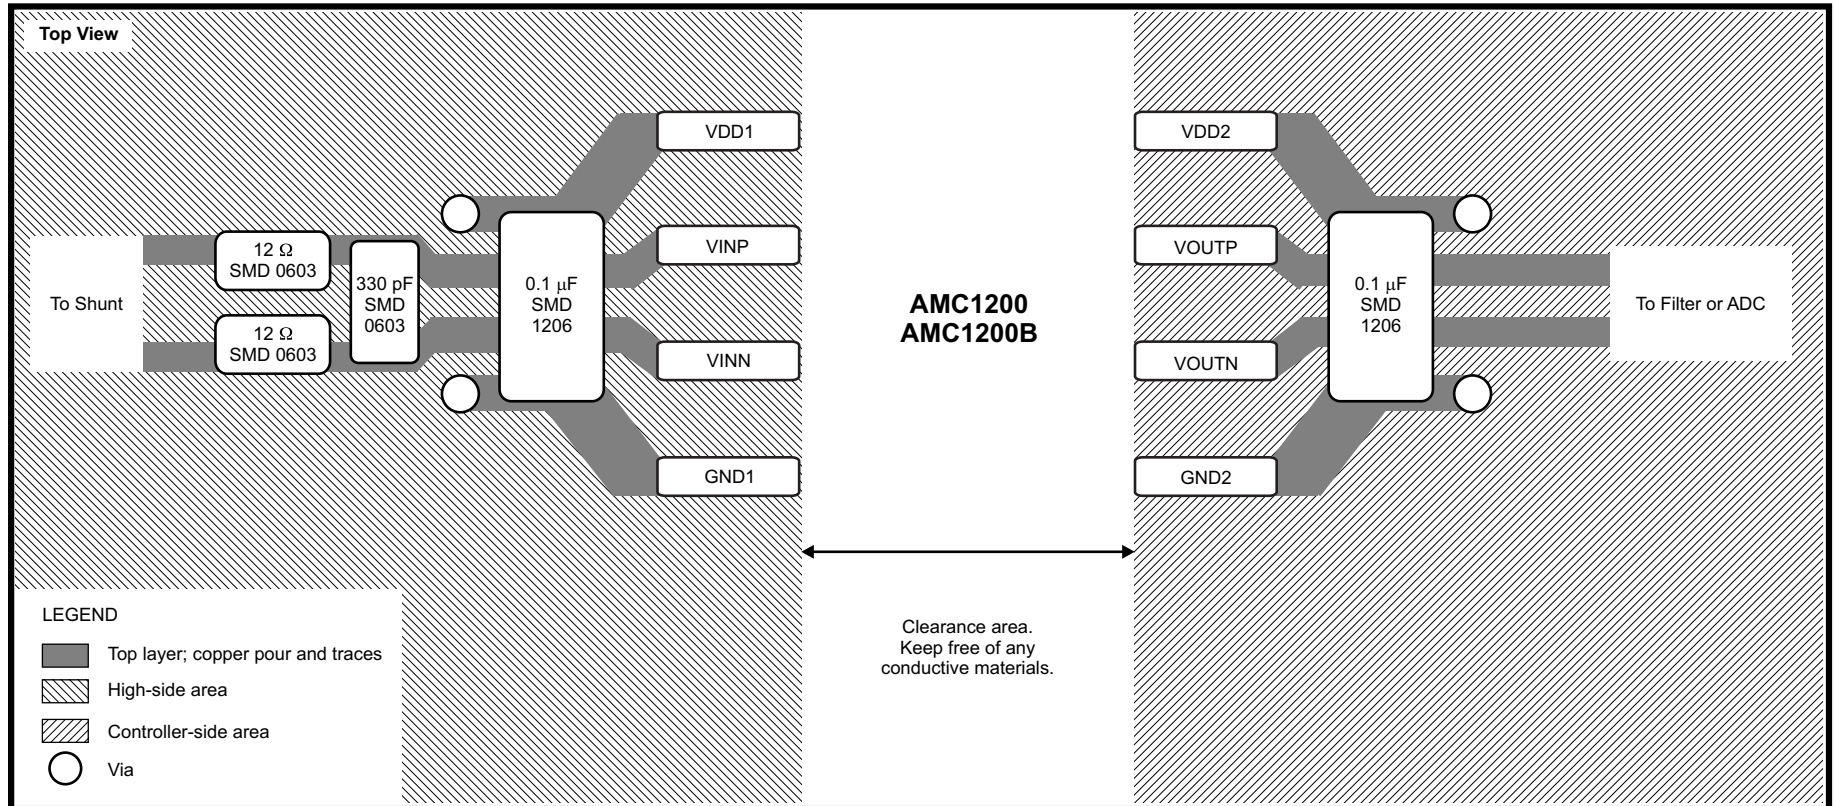 Top View
VDD1
VDD2
12 Ω
SMD 0603
VINP
VOUTP
330 pF
SMD
0603
0.1 μF
SMD
1206
0.1 μF
SMD
1206
To Shunt
AMC1200
AMC1200B
To Filter or ADC
12 Ω
SMD 0603
VINN
VOUTN
GND1
GND2
Clearance area.
Keep free of any
conductive materials.
LEGEND
Top layer; copper pour and traces
High-side area
Controller-side area
Via